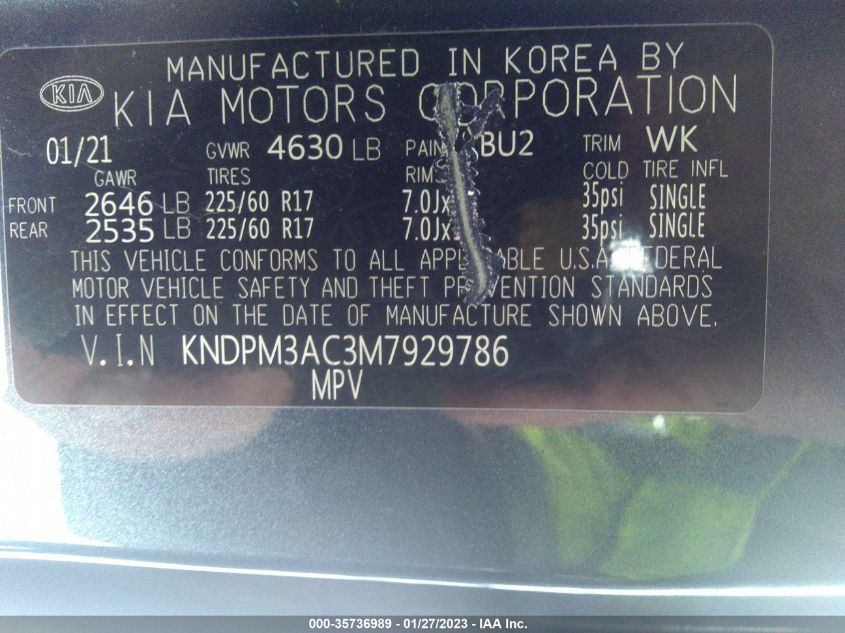 MANUFACTURED IN KOREA BY
KIA KIA MOTORS CORPORATION
01/21 GVWR 4630 LB PAINT BU2 TRIM WK
GAWR TIRES RIMS COLD TIRE INFL
FRONT 2646 LB 225/60 R17 7.0Jx 35psi SINGLE
REAR 2535 LB 225/60 R17 7.0Jx 35psi SINGLE
THIS VEHICLE CONFORMS TO ALL APPLICABLE U.S.A. FEDERAL
MOTOR VEHICLE SAFETY AND THEFT PREVENTION STANDARDS
IN EFFECT ON THE DATE OF MANUFACTURE SHOWN ABOVE.
V.I.N KNDPM3AC3M7929786
MPV
000-35736989 — 01/27/2023 — IAA Inc.